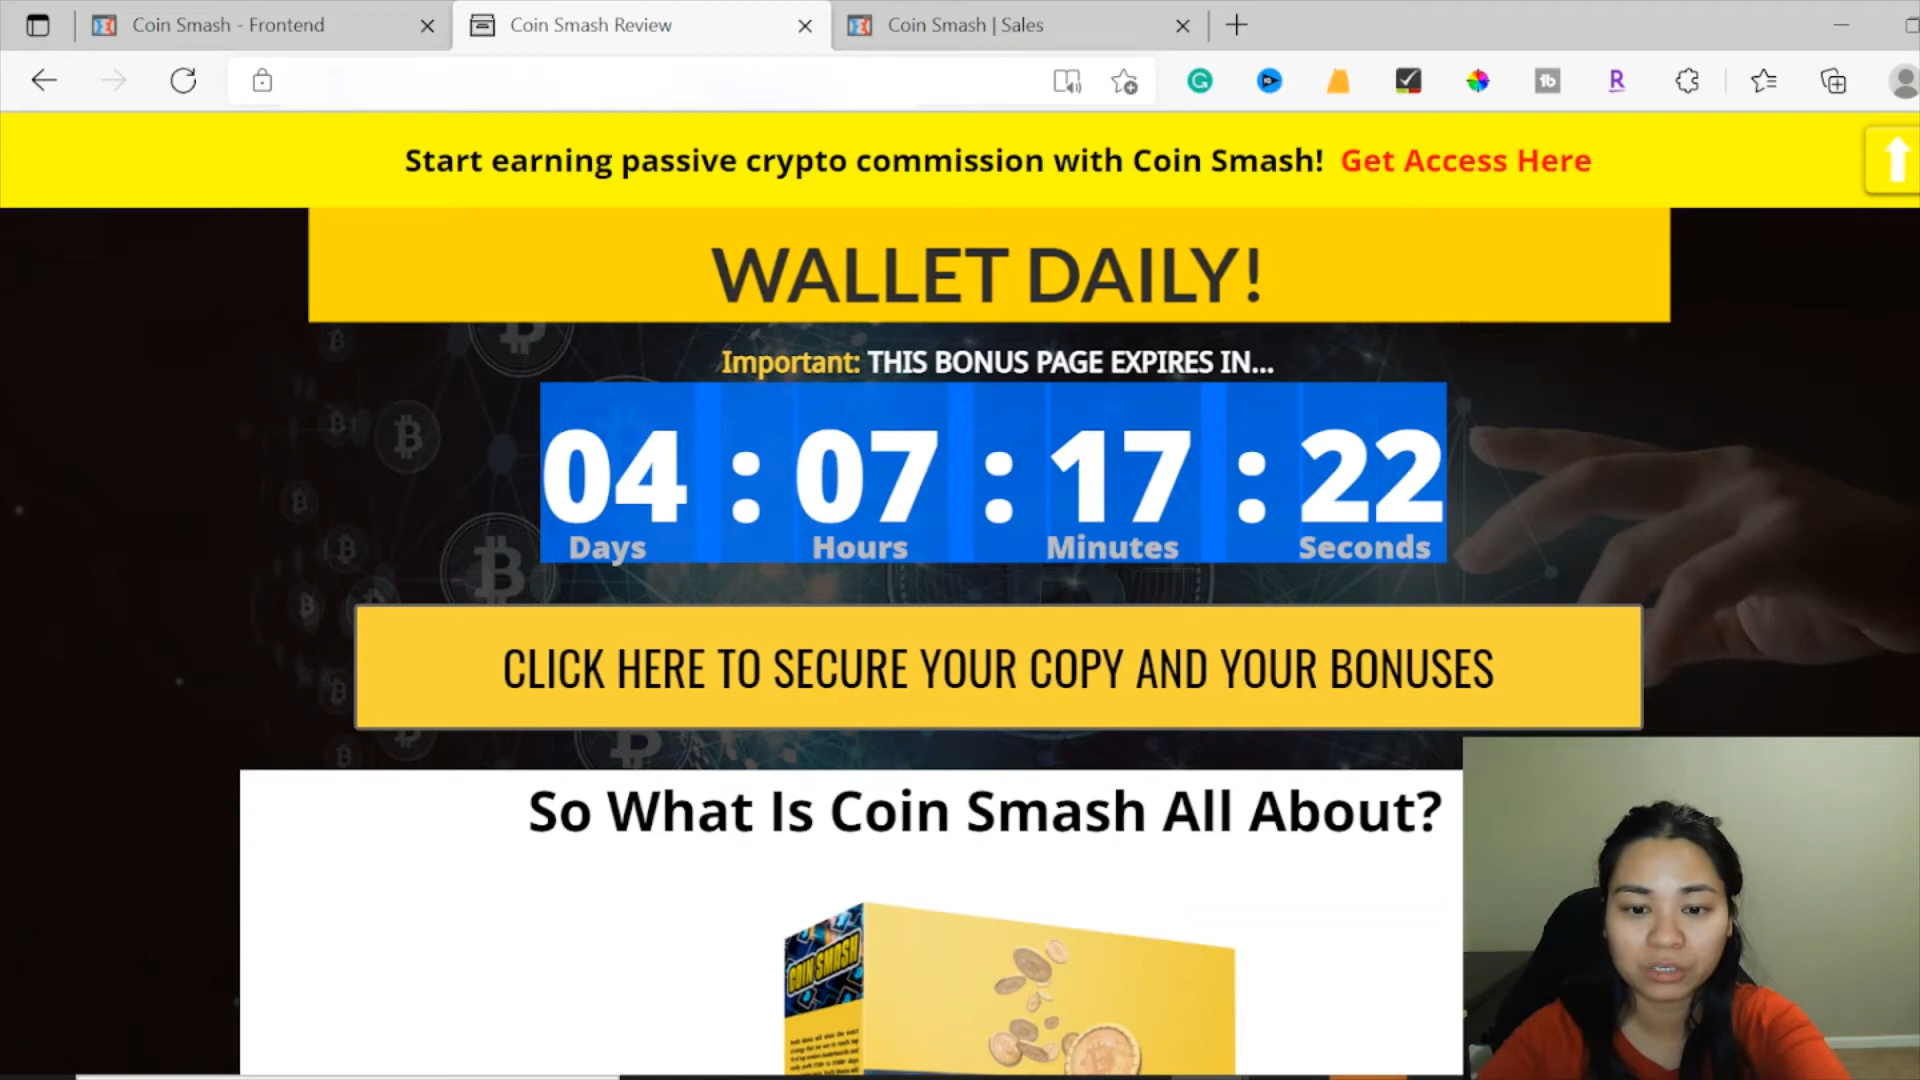 Coin Smash - Frontend
Coin Smash Review
Coin Smash | Sales
Start earning passive crypto commission with Coin Smash! Get Access Here
WALLET DAILY!
Important: THIS BONUS PAGE EXPIRES IN...
04 : 07 : 17 : 22
Days Hours Minutes Seconds
CLICK HERE TO SECURE YOUR COPY AND YOUR BONUSES
So What Is Coin Smash All About?
COIN SMASH